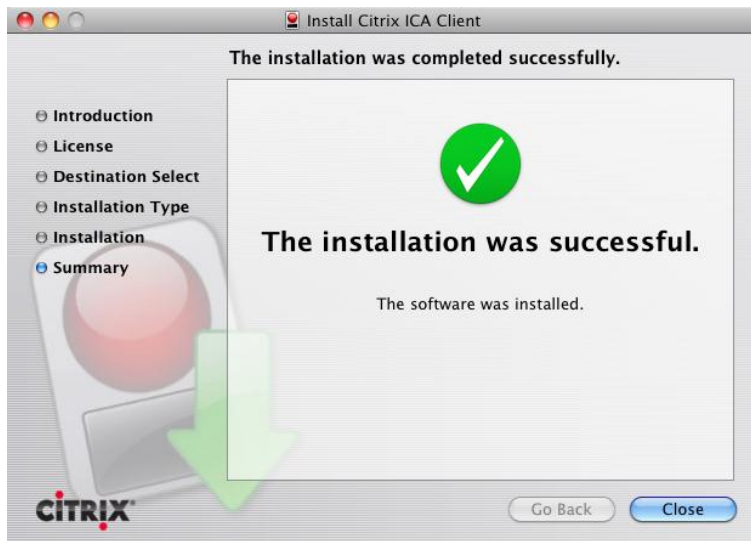 Install Citrix ICA Client
The installation was completed successfully.
Introduction
License
Destination Select
Installation Type
Installation
Summary
The installation was successful.
The software was installed.
CITRIX
Go Back
Close